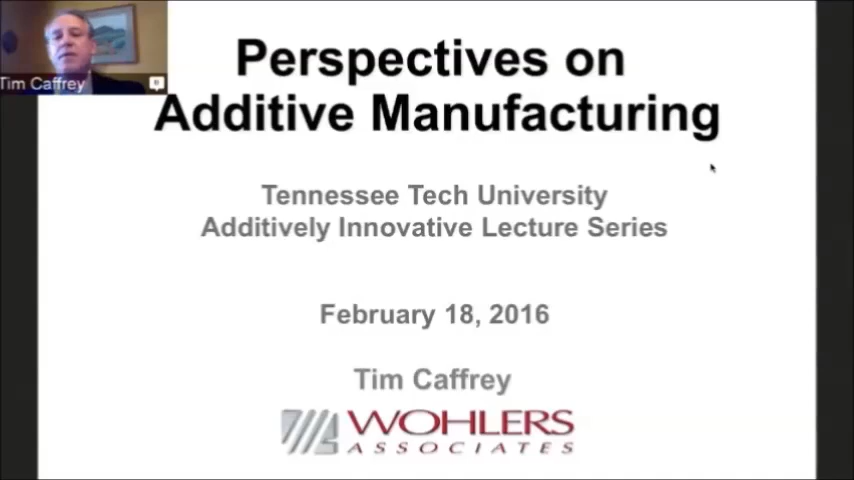 Tim Caffrey
Perspectives on
Additive Manufacturing
Tennessee Tech University
Additively Innovative Lecture Series
February 18, 2016
Tim Caffrey
WOHLERS
ASSOCIATES